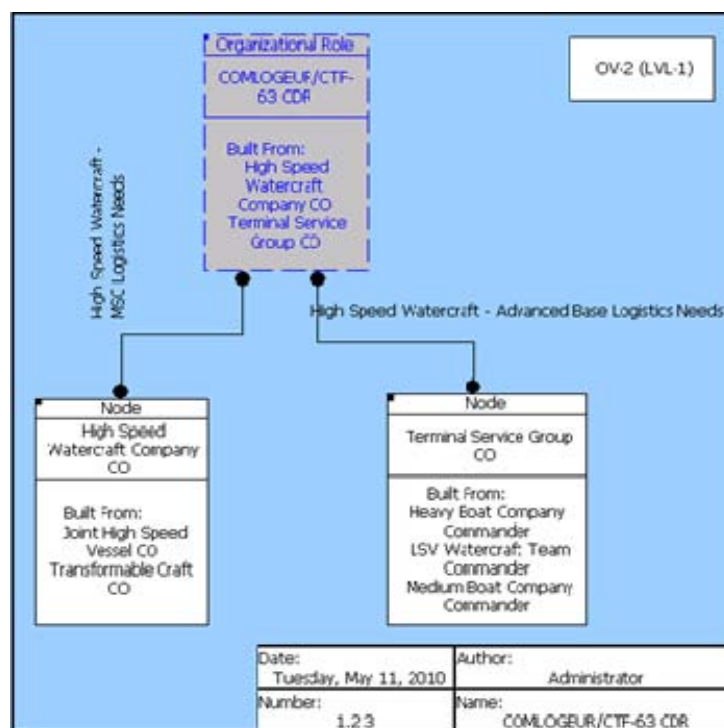 Organizational Role
COMLOGEUR/CTF-
63 CDR
Built From:
High Speed
Watercraft
Company CO
Terminal Service
Group CO
OV-2 (LVL-1)
High Speed Watercraft -
MSC Logistics Needs
High Speed Watercraft - Advanced Base Logistics Needs
Node
High Speed
Watercraft Company
CO
Built From:
Joint High Speed
Vessel CO
Transformable Craft
CO
Node
Terminal Service Group
CO
Built From:
Heavy Boat Company
Commander
LSV Watercraft Team
Commander
Medium Boat Company
Commander
Date:
Tuesday, May 11, 2010
Author:
Administrator
Number:
1.2.3
Name:
COMLOGEUR/CTF-63 CDR